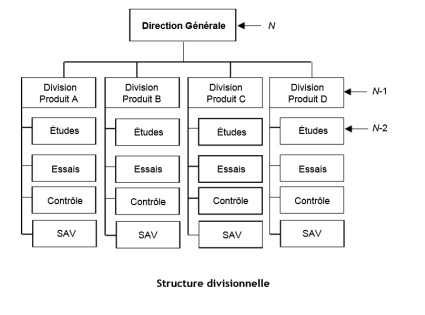 Direction Générale
N
Division Division Division Division
Produit A Produit B Produit C Produit D
N-1
Études Études Études Études
N-2
Essais Essais Essais Essais
Contrôle Contrôle Contrôle Contrôle
SAV SAV SAV SAV
Structure divisionnelle